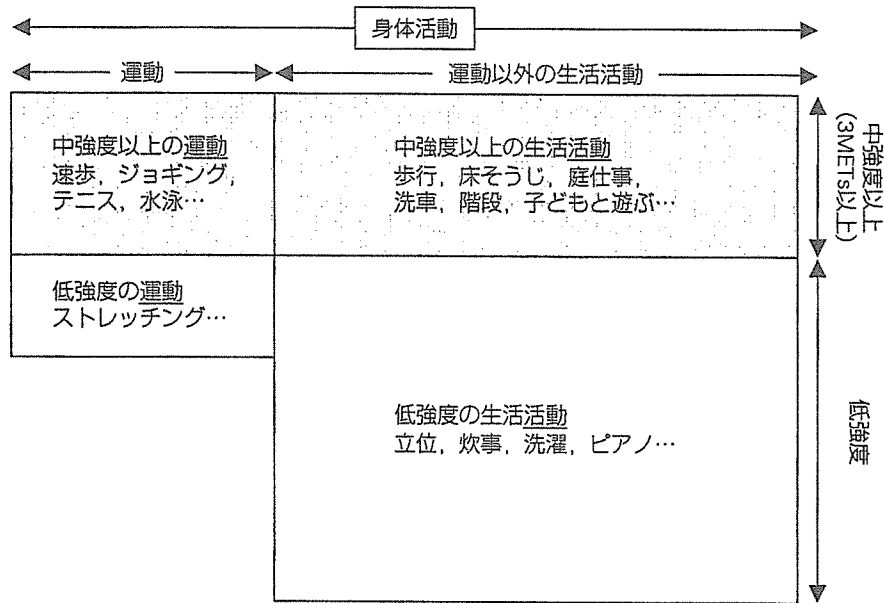 身体活動
運動
運動以外の生活活動
中強度以上の運動
速歩，ジョギング，
テニス，水泳…
中強度以上の生活活動
歩行，床そうじ，庭仕事，
洗車，階段，子どもと遊ぶ…
中強度以上
(3METs以上)
低強度の運動
ストレッチング…
低強度の生活活動
立位，炊事，洗濯，ピアノ…
低強度